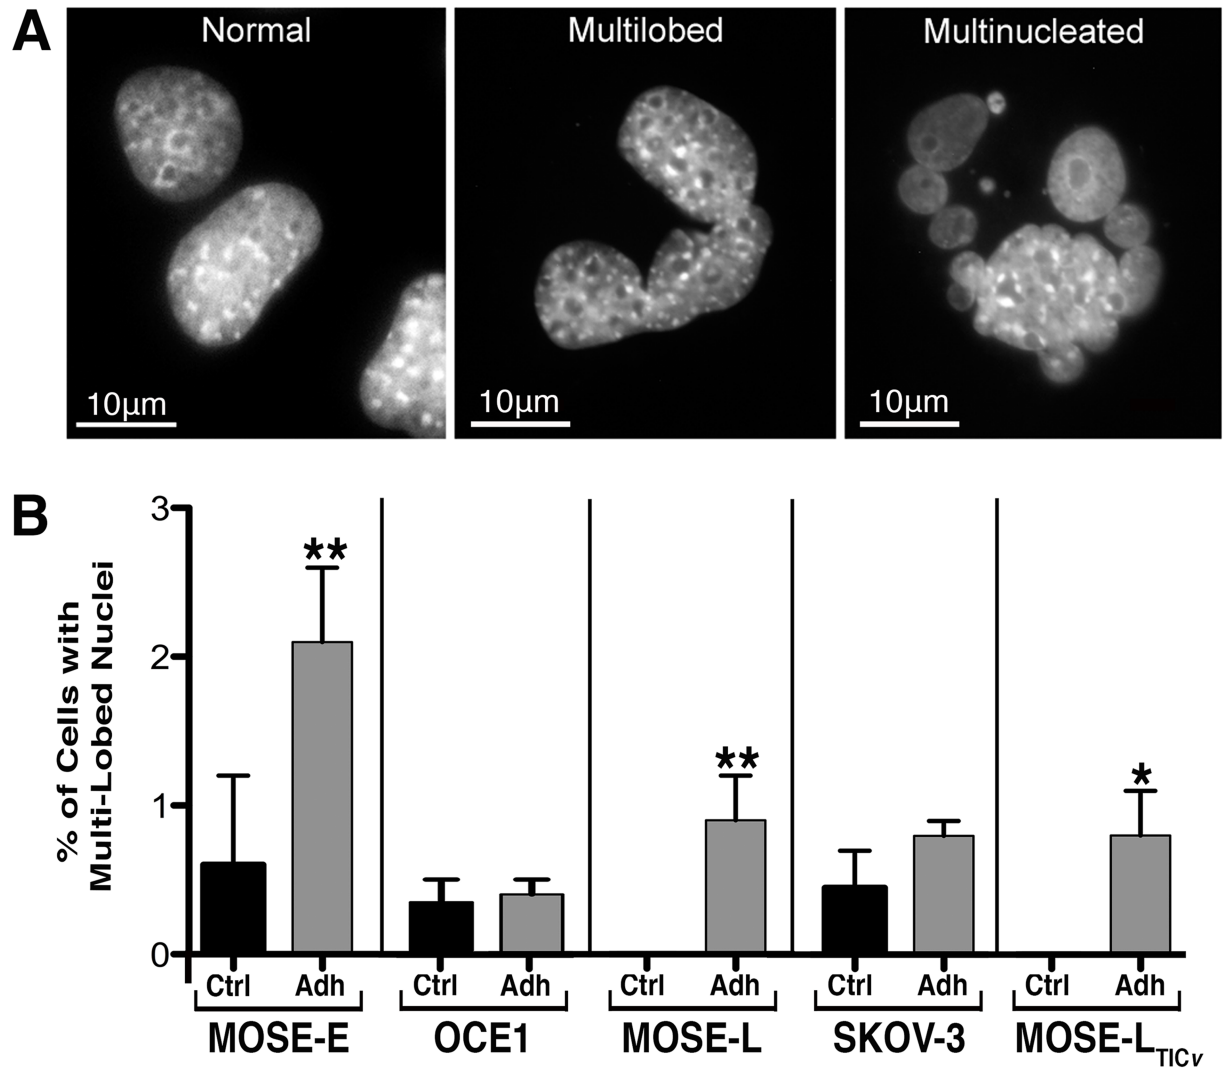 A
Normal
Multilobed
Multinucleated
10µm
10µm
10µm
B
% of Cells with
Multi-Lobed Nuclei
3
2
1
0
**
**
*
Ctrl Adh Ctrl Adh Ctrl Adh Ctrl Adh Ctrl Adh
MOSE-E OCE1 MOSE-L SKOV-3 MOSE-LTICv